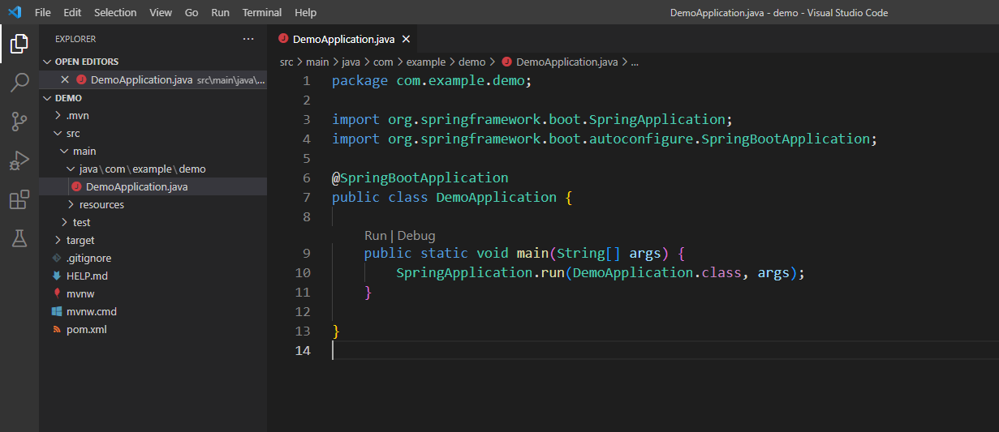 File Edit Selection View Go Run Terminal Help DemoApplication.java - demo - Visual Studio Code
EXPLORER ···
OPEN EDITORS
DemoApplication.java src\main\java\...
DEMO
.mvn
src
main
java\com\example\demo
DemoApplication.java
resources
test
target
.gitignore
HELP.md
mvnw
mvnw.cmd
pom.xml
DemoApplication.java
src > main > java > com > example > demo > DemoApplication.java > ...
1 package com.example.demo;
2
3 import org.springframework.boot.SpringApplication;
4 import org.springframework.boot.autoconfigure.SpringBootApplication;
5
6 @SpringBootApplication
7 public class DemoApplication {
8
Run | Debug
9 public static void main(String[] args) {
10 SpringApplication.run(DemoApplication.class, args);
11 }
12
13 }
14